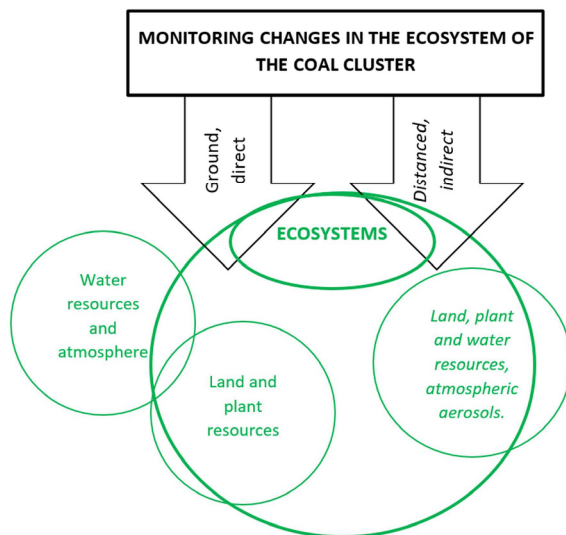 MONITORING CHANGES IN THE ECOSYSTEM OF
THE COAL CLUSTER
Ground,
direct
Distanced,
indirect
ECOSYSTEMS
Water
resources
and
atmosphere
Land and
plant
resources
Land, plant
and water
resources,
atmospheric
aerosols.